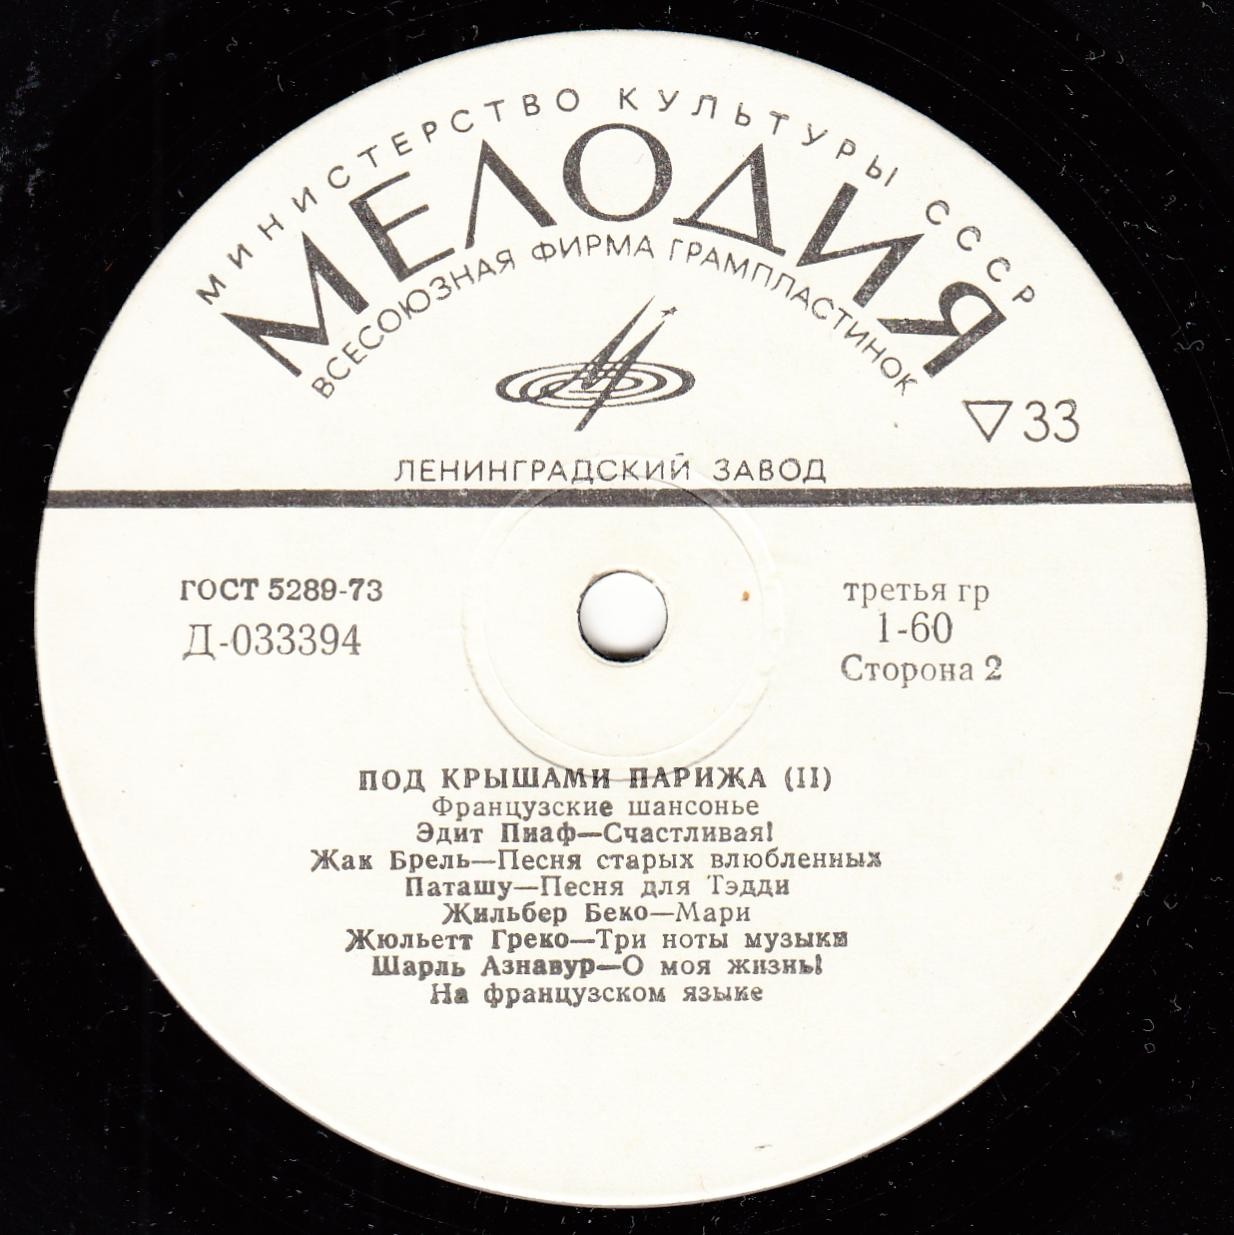 МИНИСТЕРСТВО КУЛЬТУРЫ СССР
МЕЛОДИЯ
ВСЕСОЮЗНАЯ ФИРМА ГРАМПЛАСТИНОК
▽33
ЛЕНИНГРАДСКИЙ ЗАВОД
ГОСТ 5289-73
Д-033394
третья гр
1-60
Сторона 2
ПОД КРЫШАМИ ПАРИЖА (II)
Французские шансонье
Эдит Пиаф—Счастливая!
Жак Брель—Песня старых влюбленных
Паташу—Песня для Тэдди
Жильбер Беко—Мари
Жюльетт Греко—Три ноты музыки
Шарль Азнавур—О моя жизнь!
На французском языке